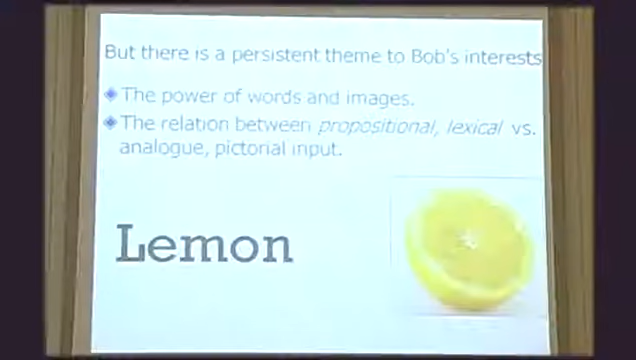 But there is a persistent theme to Bob's interests
The power of words and images.
The relation between propositional, lexical vs.
analogue, pictorial input.
Lemon